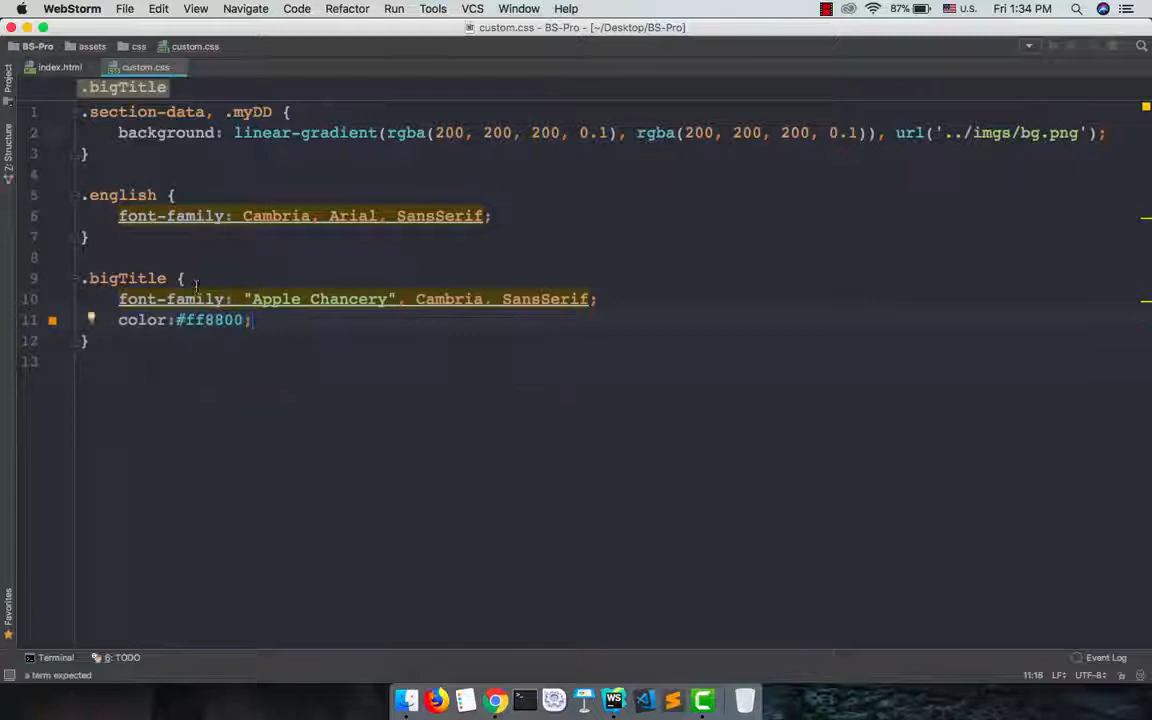 WebStorm File Edit View Navigate Code Refactor Run Tools VCS Window Help 87% U.S. Fri 1:34 PM
custom.css - BS-Pro - [~/Desktop/BS-Pro]
BS-Pro assets css custom.css
index.html custom.css
.bigTitle
1 .section-data, .myDD {
2 background: linear-gradient(rgba(200, 200, 200, 0.1), rgba(200, 200, 200, 0.1)), url('../imgs/bg.png');
3 }
4
5 .english {
6 font-family: Cambria, Arial, SansSerif;
7 }
8
9 .bigTitle {
10 font-family: "Apple Chancery", Cambria, SansSerif;
11 color:#ff8800;
12 }
13
Project
Z: Structure
Favorites
Terminal 6: TODO Event Log
a term expected 11:15 LF÷ UTF-8÷
WS